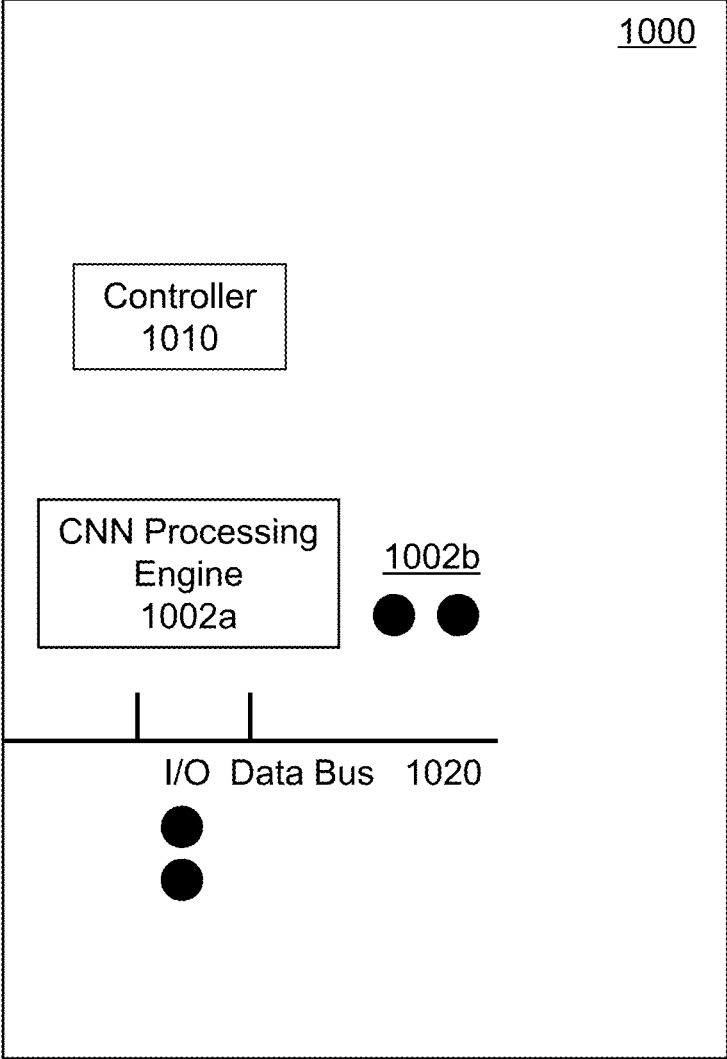 1000
Controller
1010
CNN Processing
Engine
1002a
1002b
I/O Data Bus 1020